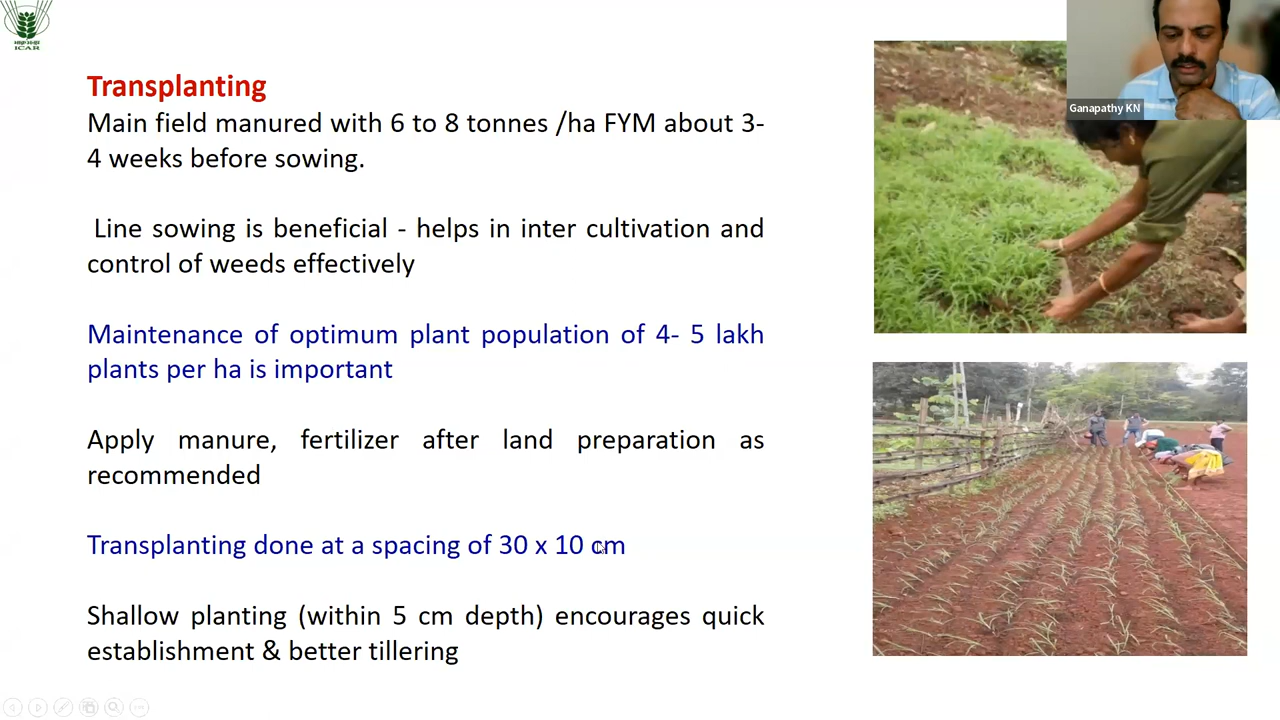 ICAR
Transplanting
Main field manured with 6 to 8 tonnes /ha FYM about 3-
4 weeks before sowing.
Line sowing is beneficial - helps in inter cultivation and
control of weeds effectively
Maintenance of optimum plant population of 4- 5 lakh
plants per ha is important
Apply manure, fertilizer after land preparation as
recommended
Transplanting done at a spacing of 30 x 10 cm
Shallow planting (within 5 cm depth) encourages quick
establishment & better tillering
Ganapathy KN